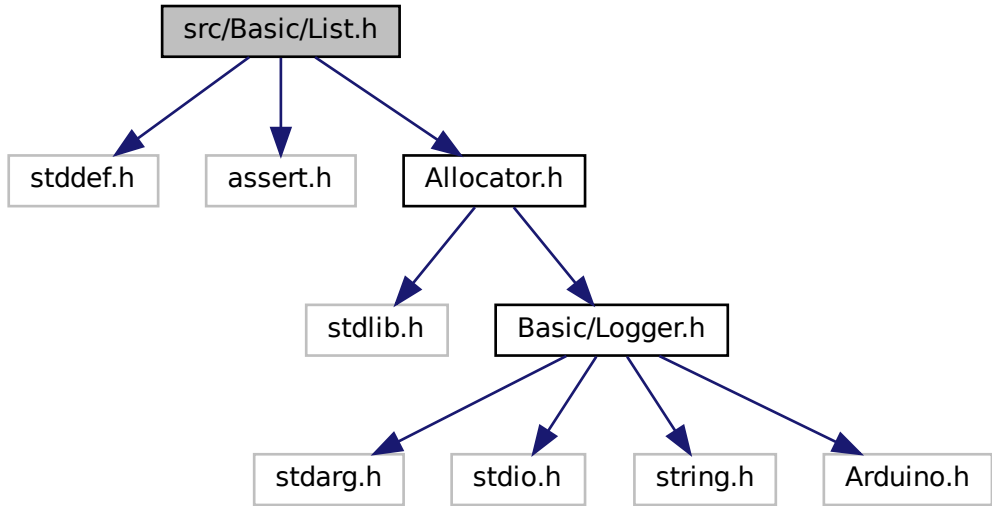 src/Basic/List.h
stddef.h
assert.h
Allocator.h
stdlib.h
Basic/Logger.h
stdarg.h
stdio.h
string.h
Arduino.h